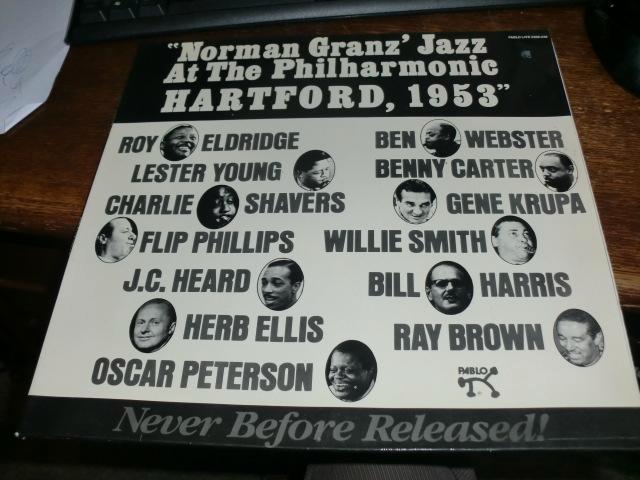 "Norman Granz' Jazz
At The Philharmonic
HARTFORD, 1953"
ROY ELDRIDGE
BEN WEBSTER
LESTER YOUNG
BENNY CARTER
CHARLIE SHAVERS
GENE KRUPA
FLIP PHILLIPS
WILLIE SMITH
J.C. HEARD
BILL HARRIS
HERB ELLIS
RAY BROWN
OSCAR PETERSON
PABLO
Never Before Released!